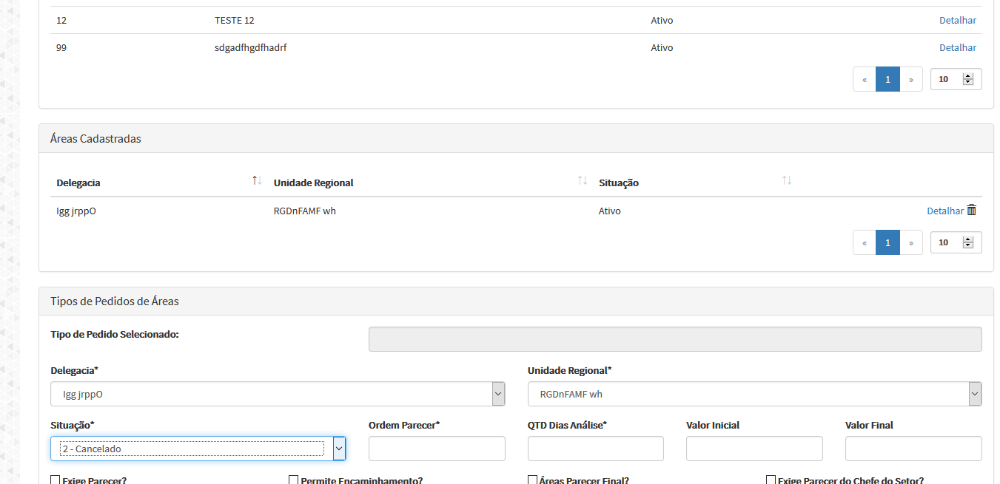 12 TESTE 12 Ativo Detalhar
99 sdgadfhgdfhadrf Ativo Detalhar
« 1 » 10
Áreas Cadastradas
Delegacia Unidade Regional Situação
Igg jrppO RGDnFAMF wh Ativo Detalhar
« 1 » 10
Tipos de Pedidos de Áreas
Tipo de Pedido Selecionado:
Delegacia* Unidade Regional*
Igg jrppO RGDnFAMF wh
Situação* Ordem Parecer* QTD Dias Análise* Valor Inicial Valor Final
2 - Cancelado
Exige Parecer? Permite Encaminhamento? Áreas Parecer Final? Exige Parecer do Chefe do Setor?